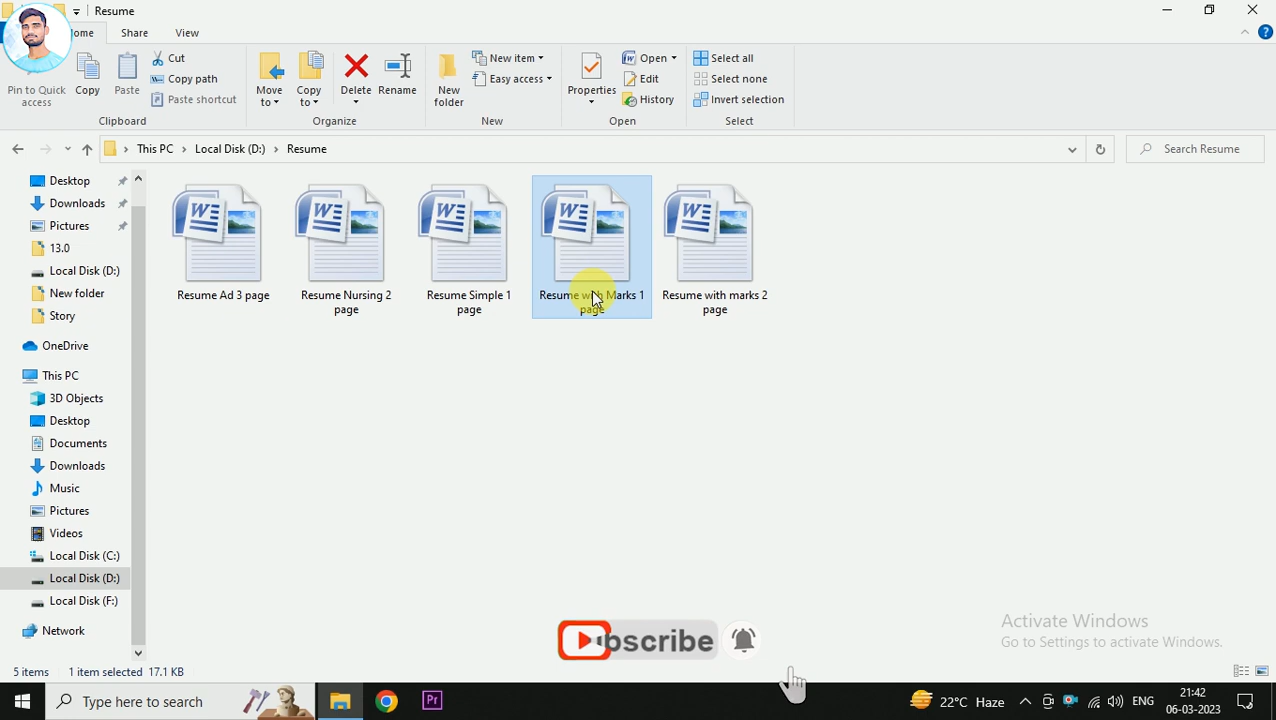 Resume
ome
Share
View
Pin to Quick
access
Copy
Paste
Cut
Copy path
Paste shortcut
Clipboard
Move
to
Copy
to
Delete
Rename
Organize
New
folder
New item
Easy access
New
Properties
Open
Edit
History
Open
Select all
Select none
Invert selection
Select
This PC
Local Disk (D:)
Resume
Search Resume
Desktop
Downloads
Pictures
13.0
Local Disk (D:)
New folder
Story
OneDrive
This PC
3D Objects
Desktop
Documents
Downloads
Music
Pictures
Videos
Local Disk (C:)
Local Disk (D:)
Local Disk (F:)
Network
Resume Ad 3 page
Resume Nursing 2
page
Resume Simple 1
page
Resume with Marks 1
page
Resume with marks 2
page
bscribe
Activate Windows
Go to Settings to activate Windows.
5 items
1 item selected 17.1 KB
Type here to search
Pr
22°C Haze
ENG
21:42
06-03-2023